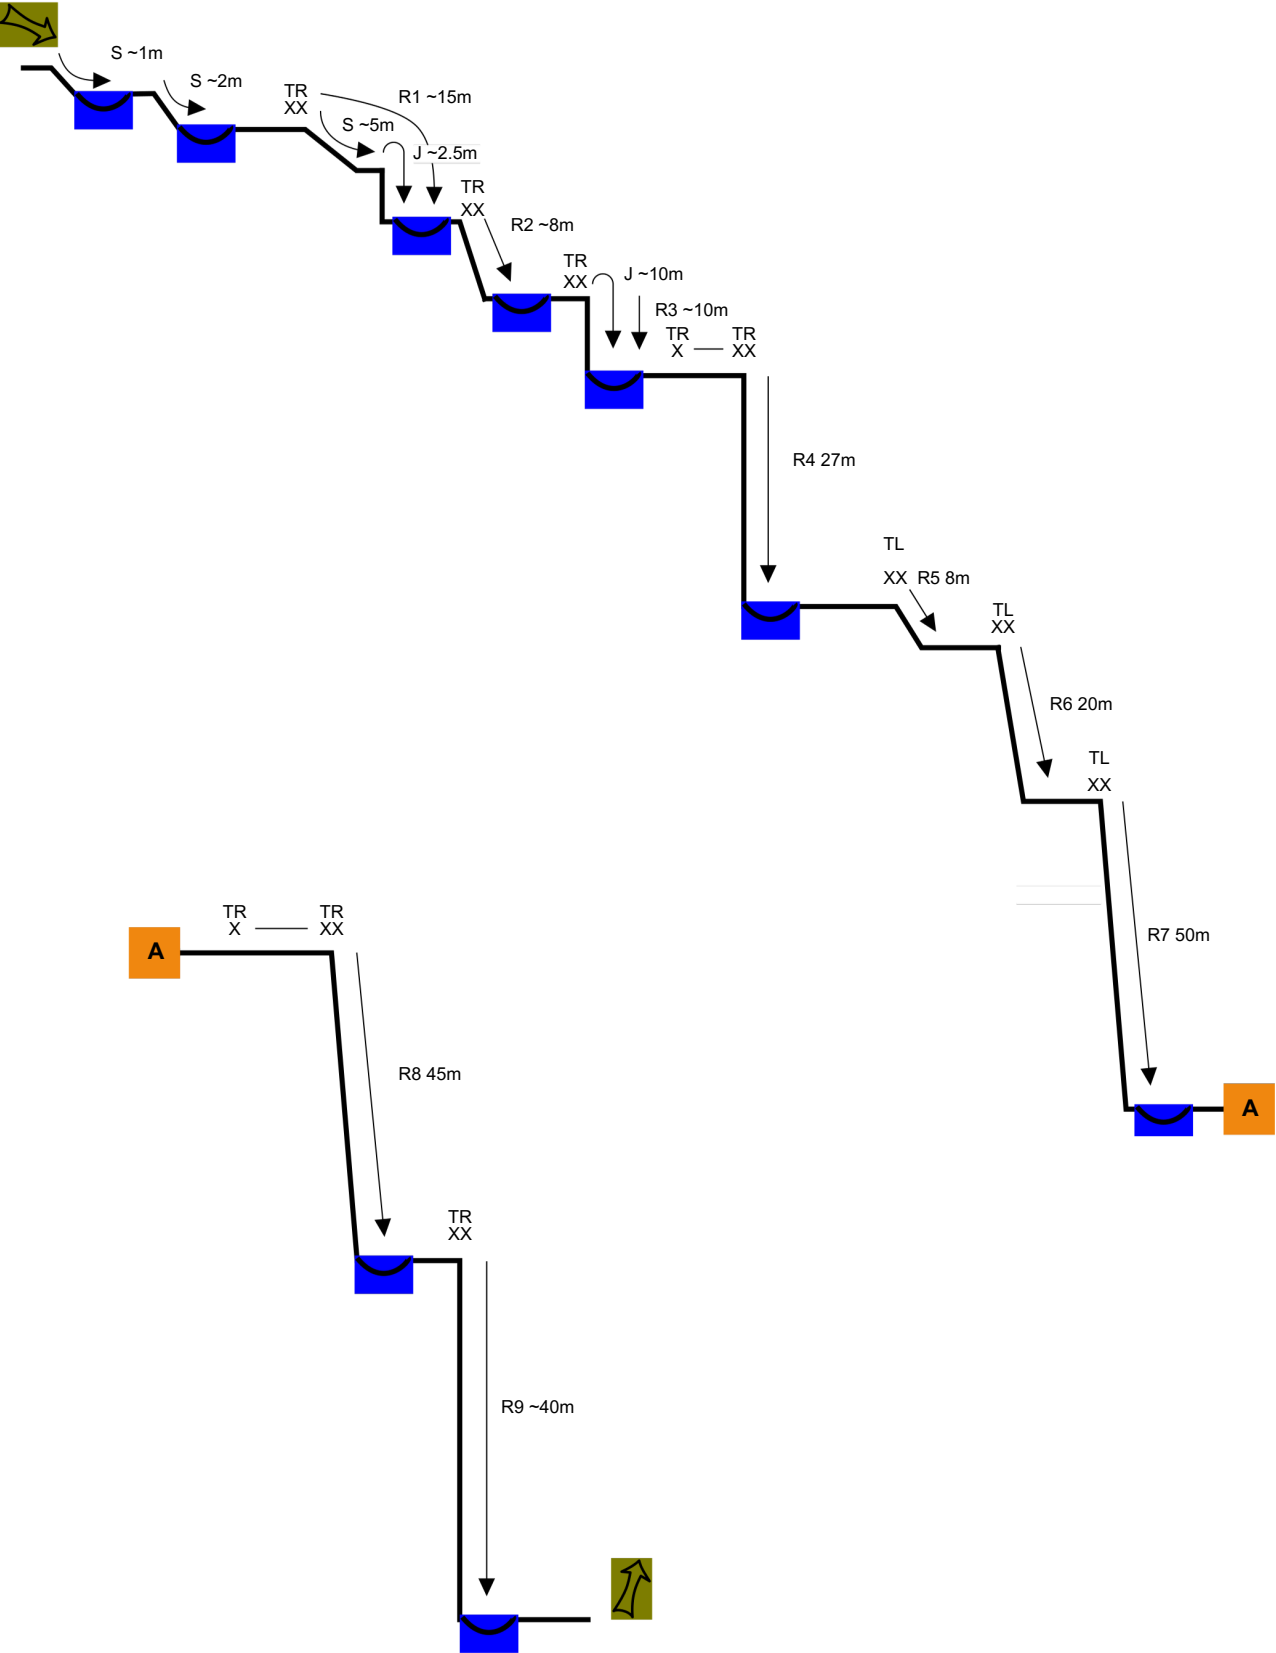 S ~1m
S ~2m
TR
XX
R1 ~15m
S ~5m
J ~2.5m
TR
XX
R2 ~8m
TR
XX
J ~10m
R3 ~10m
TR
X
TR
XX
R4 27m
TL
XX
R5 8m
TL
XX
R6 20m
TL
XX
R7 50m
A
A
TR
X
TR
XX
R8 45m
TR
XX
R9 ~40m